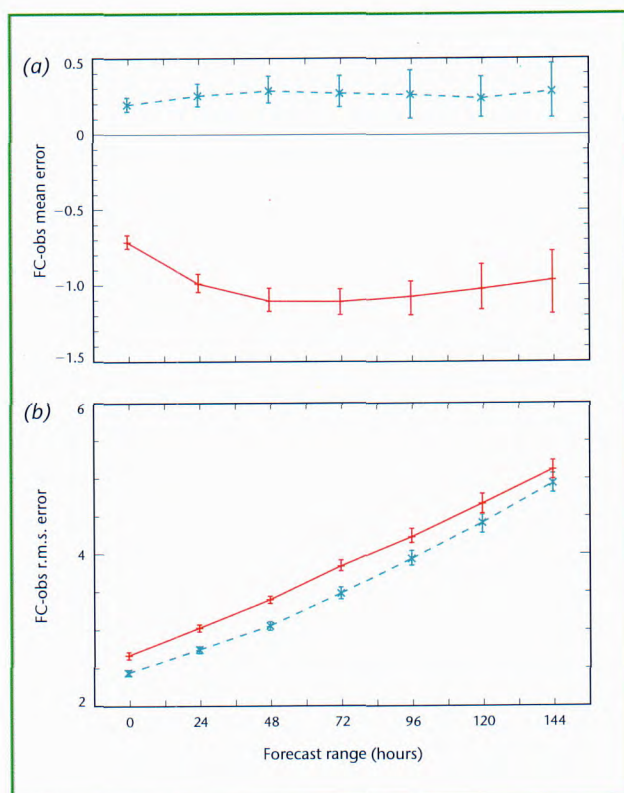 (a)
0.5
0
−0.5
−1.0
−1.5
FC-obs mean error
(b)
6
4
2
FC-obs r.m.s. error
0 24 48 72 96 120 144
Forecast range (hours)